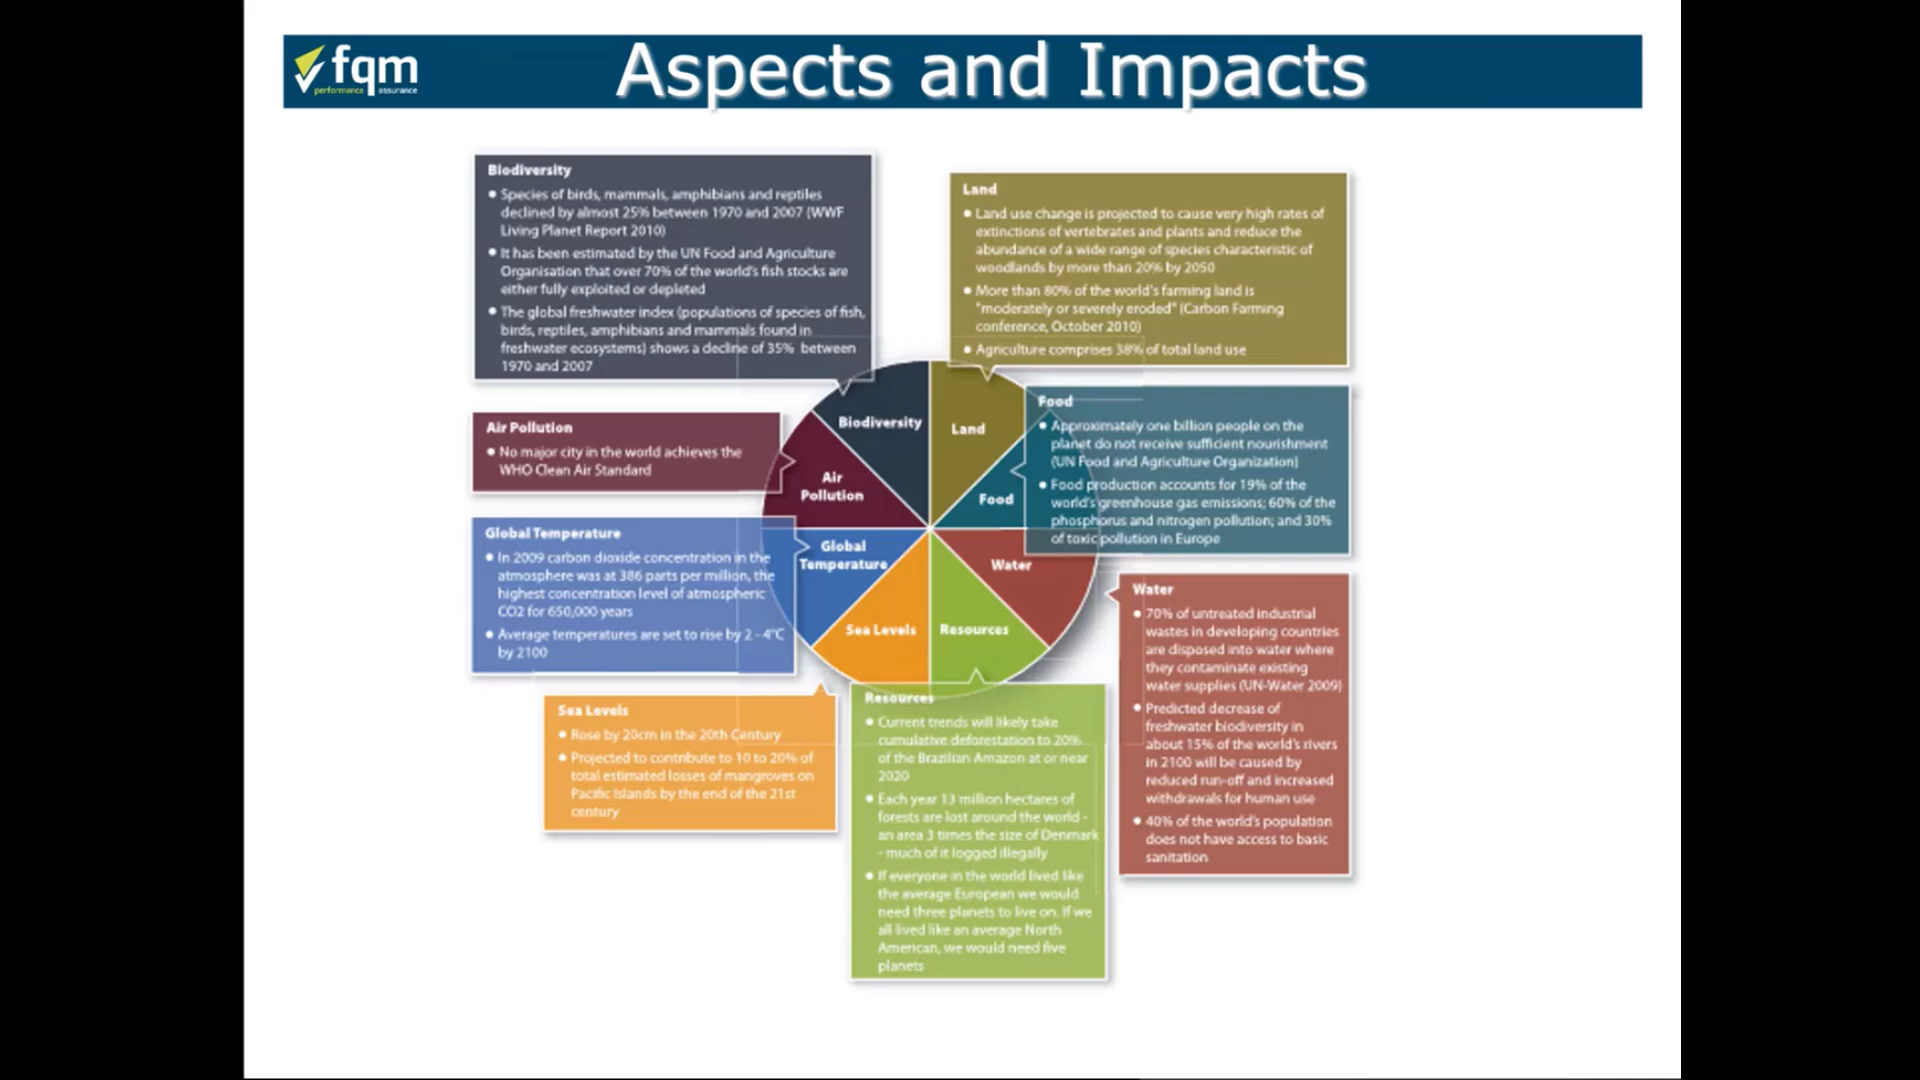 fqm
performance assurance
Aspects and Impacts
Biodiversity
• Species of birds, mammals, amphibians and reptiles
declined by almost 25% between 1970 and 2007 (WWF
Living Planet Report 2010)
• It has been estimated by the UN Food and Agriculture
Organisation that over 70% of the world's fish stocks are
either fully exploited or depleted
• The global freshwater index (populations of species of fish,
birds, reptiles, amphibians and mammals found in
freshwater ecosystems) shows a decline of 35% between
1970 and 2007
Land
• Land use change is projected to cause very high rates of
extinctions of vertebrates and plants and reduce the
abundance of a wide range of species characteristic of
woodlands by more than 20% by 2050
• More than 80% of the world's farming land is
"moderately or severely eroded" (Carbon Farming
conference, October 2010)
• Agriculture comprises 38% of total land use
Air Pollution
• No major city in the world achieves the
WHO Clean Air Standard
Biodiversity
Land
Air
Pollution
Food
Global
Temperature
Water
Sea Levels
Resources
Food
• Approximately one billion people on the
planet do not receive sufficient nourishment
(UN Food and Agriculture Organization)
• Food production accounts for 19% of the
world's greenhouse gas emissions; 60% of the
phosphorus and nitrogen pollution; and 30%
of toxic pollution in Europe
Global Temperature
• In 2009 carbon dioxide concentration in the
atmosphere was at 386 parts per million, the
highest concentration level of atmospheric
CO2 for 650,000 years
• Average temperatures are set to rise by 2 - 4°C
by 2100
Water
• 70% of untreated industrial
wastes in developing countries
are disposed into water where
they contaminate existing
water supplies (UN-Water 2009)
• Predicted decrease of
freshwater biodiversity in
about 15% of the world's rivers
in 2100 will be caused by
reduced run-off and increased
withdrawals for human use
• 40% of the world's population
does not have access to basic
sanitation
Sea Levels
• Rose by 20cm in the 20th Century
• Projected to contribute to 10 to 20% of
total estimated losses of mangroves on
Pacific Islands by the end of the 21st
century
Resources
• Current trends will likely take
cumulative deforestation to 20%
of the Brazilian Amazon at or near
2020
• Each year 13 million hectares of
forests are lost around the world -
an area 3 times the size of Denmark
- much of it logged illegally
• If everyone in the world lived like
the average European we would
need three planets to live on. If we
all lived like an average North
American, we would need five
planets